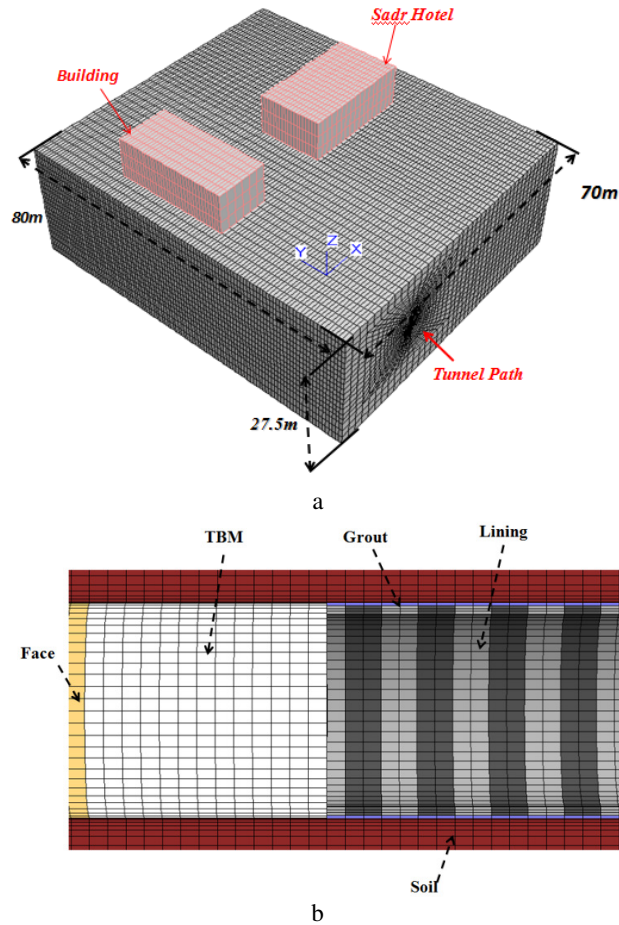 Sadr Hotel
Building
80m
70m
Z
Y
X
Tunnel Path
27.5m
a
TBM
Grout
Lining
Face
Soil
b